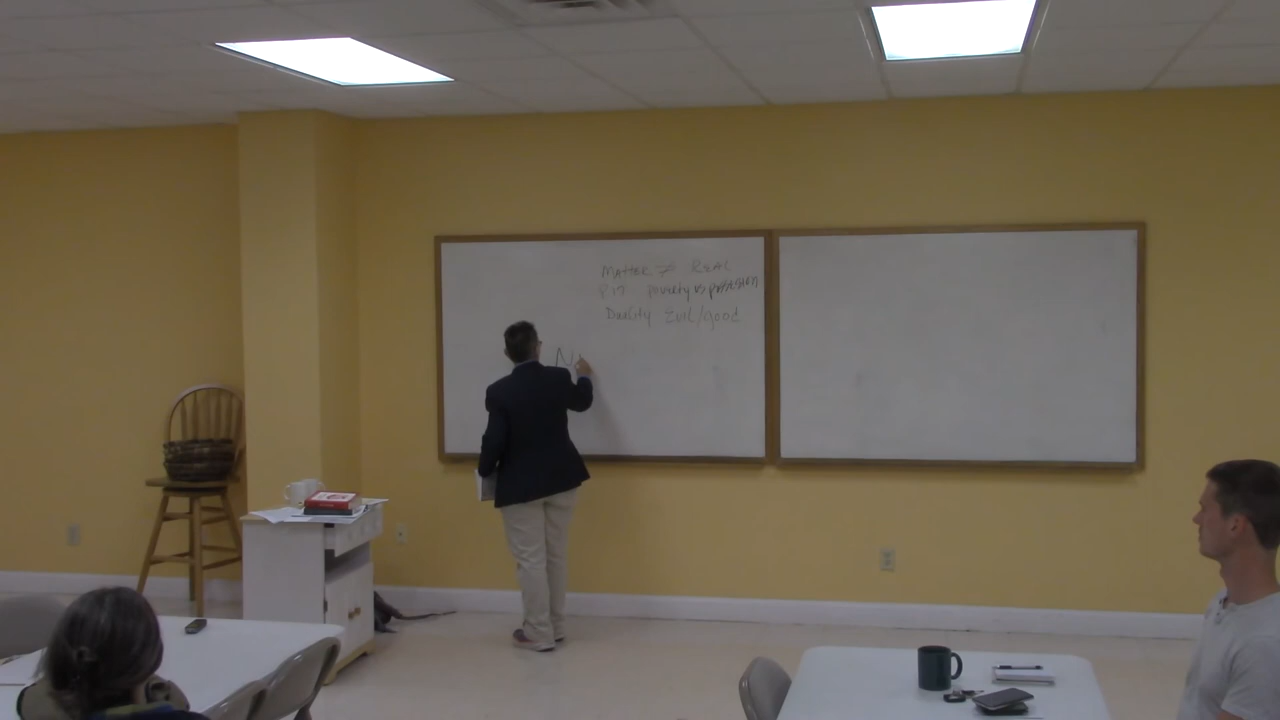 MATTER ≠ REAL
PIT poverty vs possession
Duality Evil/good
N